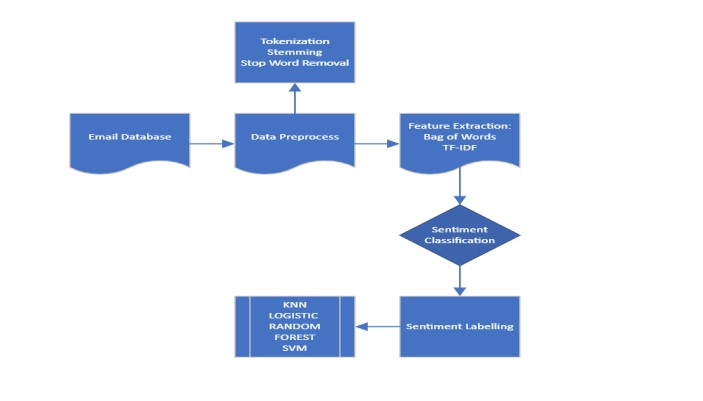 Tokenization
Stemming
Stop Word Removal
Email Database
Data Preprocess
Feature Extraction:
Bag of Words
TF-IDF
Sentiment
Classification
KNN
LOGISTIC
RANDOM
FOREST
SVM
Sentiment Labelling